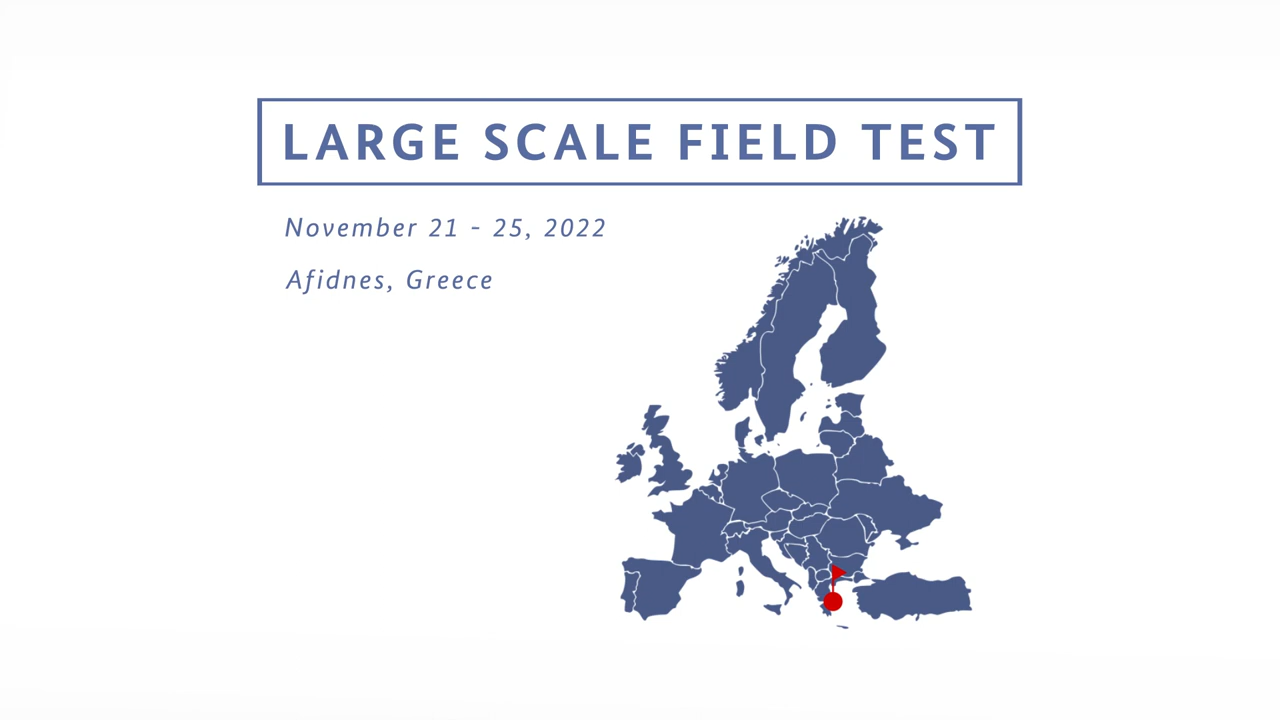 LARGE SCALE FIELD TEST
November 21 - 25, 2022
Afidnes, Greece